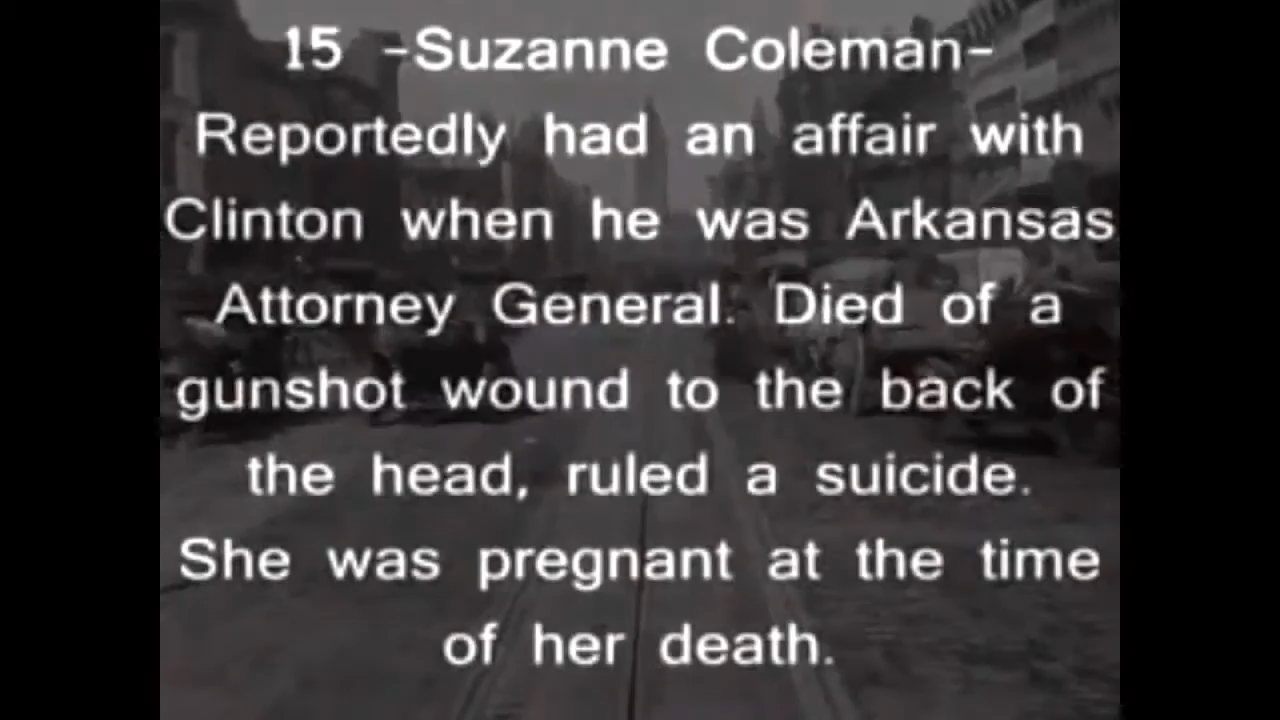 15 -Suzanne Coleman-
Reportedly had an affair with
Clinton when he was Arkansas
Attorney General. Died of a
gunshot wound to the back of
the head, ruled a suicide.
She was pregnant at the time
of her death.